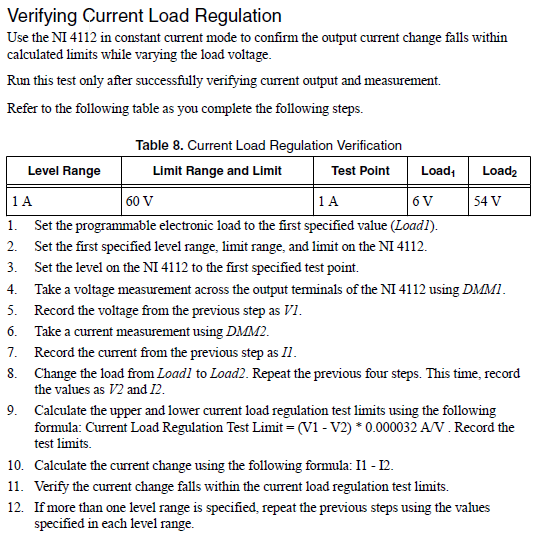 Verifying Current Load Regulation
Use the NI 4112 in constant current mode to confirm the output current change falls within
calculated limits while varying the load voltage.
Run this test only after successfully verifying current output and measurement.
Refer to the following table as you complete the following steps.
Table 8. Current Load Regulation Verification
Level Range Limit Range and Limit Test Point Load1 Load2
1 A 60 V 1 A 6 V 54 V
1. Set the programmable electronic load to the first specified value (Load1).
2. Set the first specified level range, limit range, and limit on the NI 4112.
3. Set the level on the NI 4112 to the first specified test point.
4. Take a voltage measurement across the output terminals of the NI 4112 using DMM1.
5. Record the voltage from the previous step as V1.
6. Take a current measurement using DMM2.
7. Record the current from the previous step as I1.
8. Change the load from Load1 to Load2. Repeat the previous four steps. This time, record
the values as V2 and I2.
9. Calculate the upper and lower current load regulation test limits using the following
formula: Current Load Regulation Test Limit = (V1 - V2) * 0.000032 A/V . Record the
test limits.
10. Calculate the current change using the following formula: I1 - I2.
11. Verify the current change falls within the current load regulation test limits.
12. If more than one level range is specified, repeat the previous steps using the values
specified in each level range.